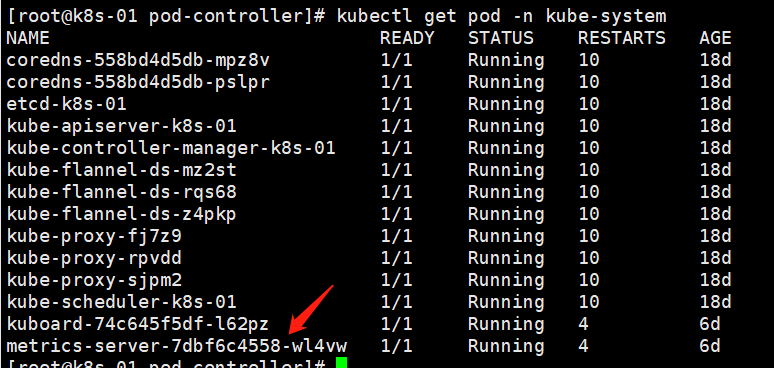 [root@k8s-01 pod-controller]# kubectl get pod -n kube-system
NAME READY STATUS RESTARTS AGE
coredns-558bd4d5db-mpz8v 1/1 Running 10 18d
coredns-558bd4d5db-pslpr 1/1 Running 10 18d
etcd-k8s-01 1/1 Running 10 18d
kube-apiserver-k8s-01 1/1 Running 10 18d
kube-controller-manager-k8s-01 1/1 Running 10 18d
kube-flannel-ds-mz2st 1/1 Running 10 18d
kube-flannel-ds-rqs68 1/1 Running 10 18d
kube-flannel-ds-z4pkp 1/1 Running 10 18d
kube-proxy-fj7z9 1/1 Running 10 18d
kube-proxy-rpvdd 1/1 Running 10 18d
kube-proxy-sjpm2 1/1 Running 10 18d
kube-scheduler-k8s-01 1/1 Running 10 18d
kuboard-74c645f5df-l62pz 1/1 Running 4 6d
metrics-server-7dbf6c4558-wl4vw 1/1 Running 4 6d
[root@k8s-01 pod-controller]#